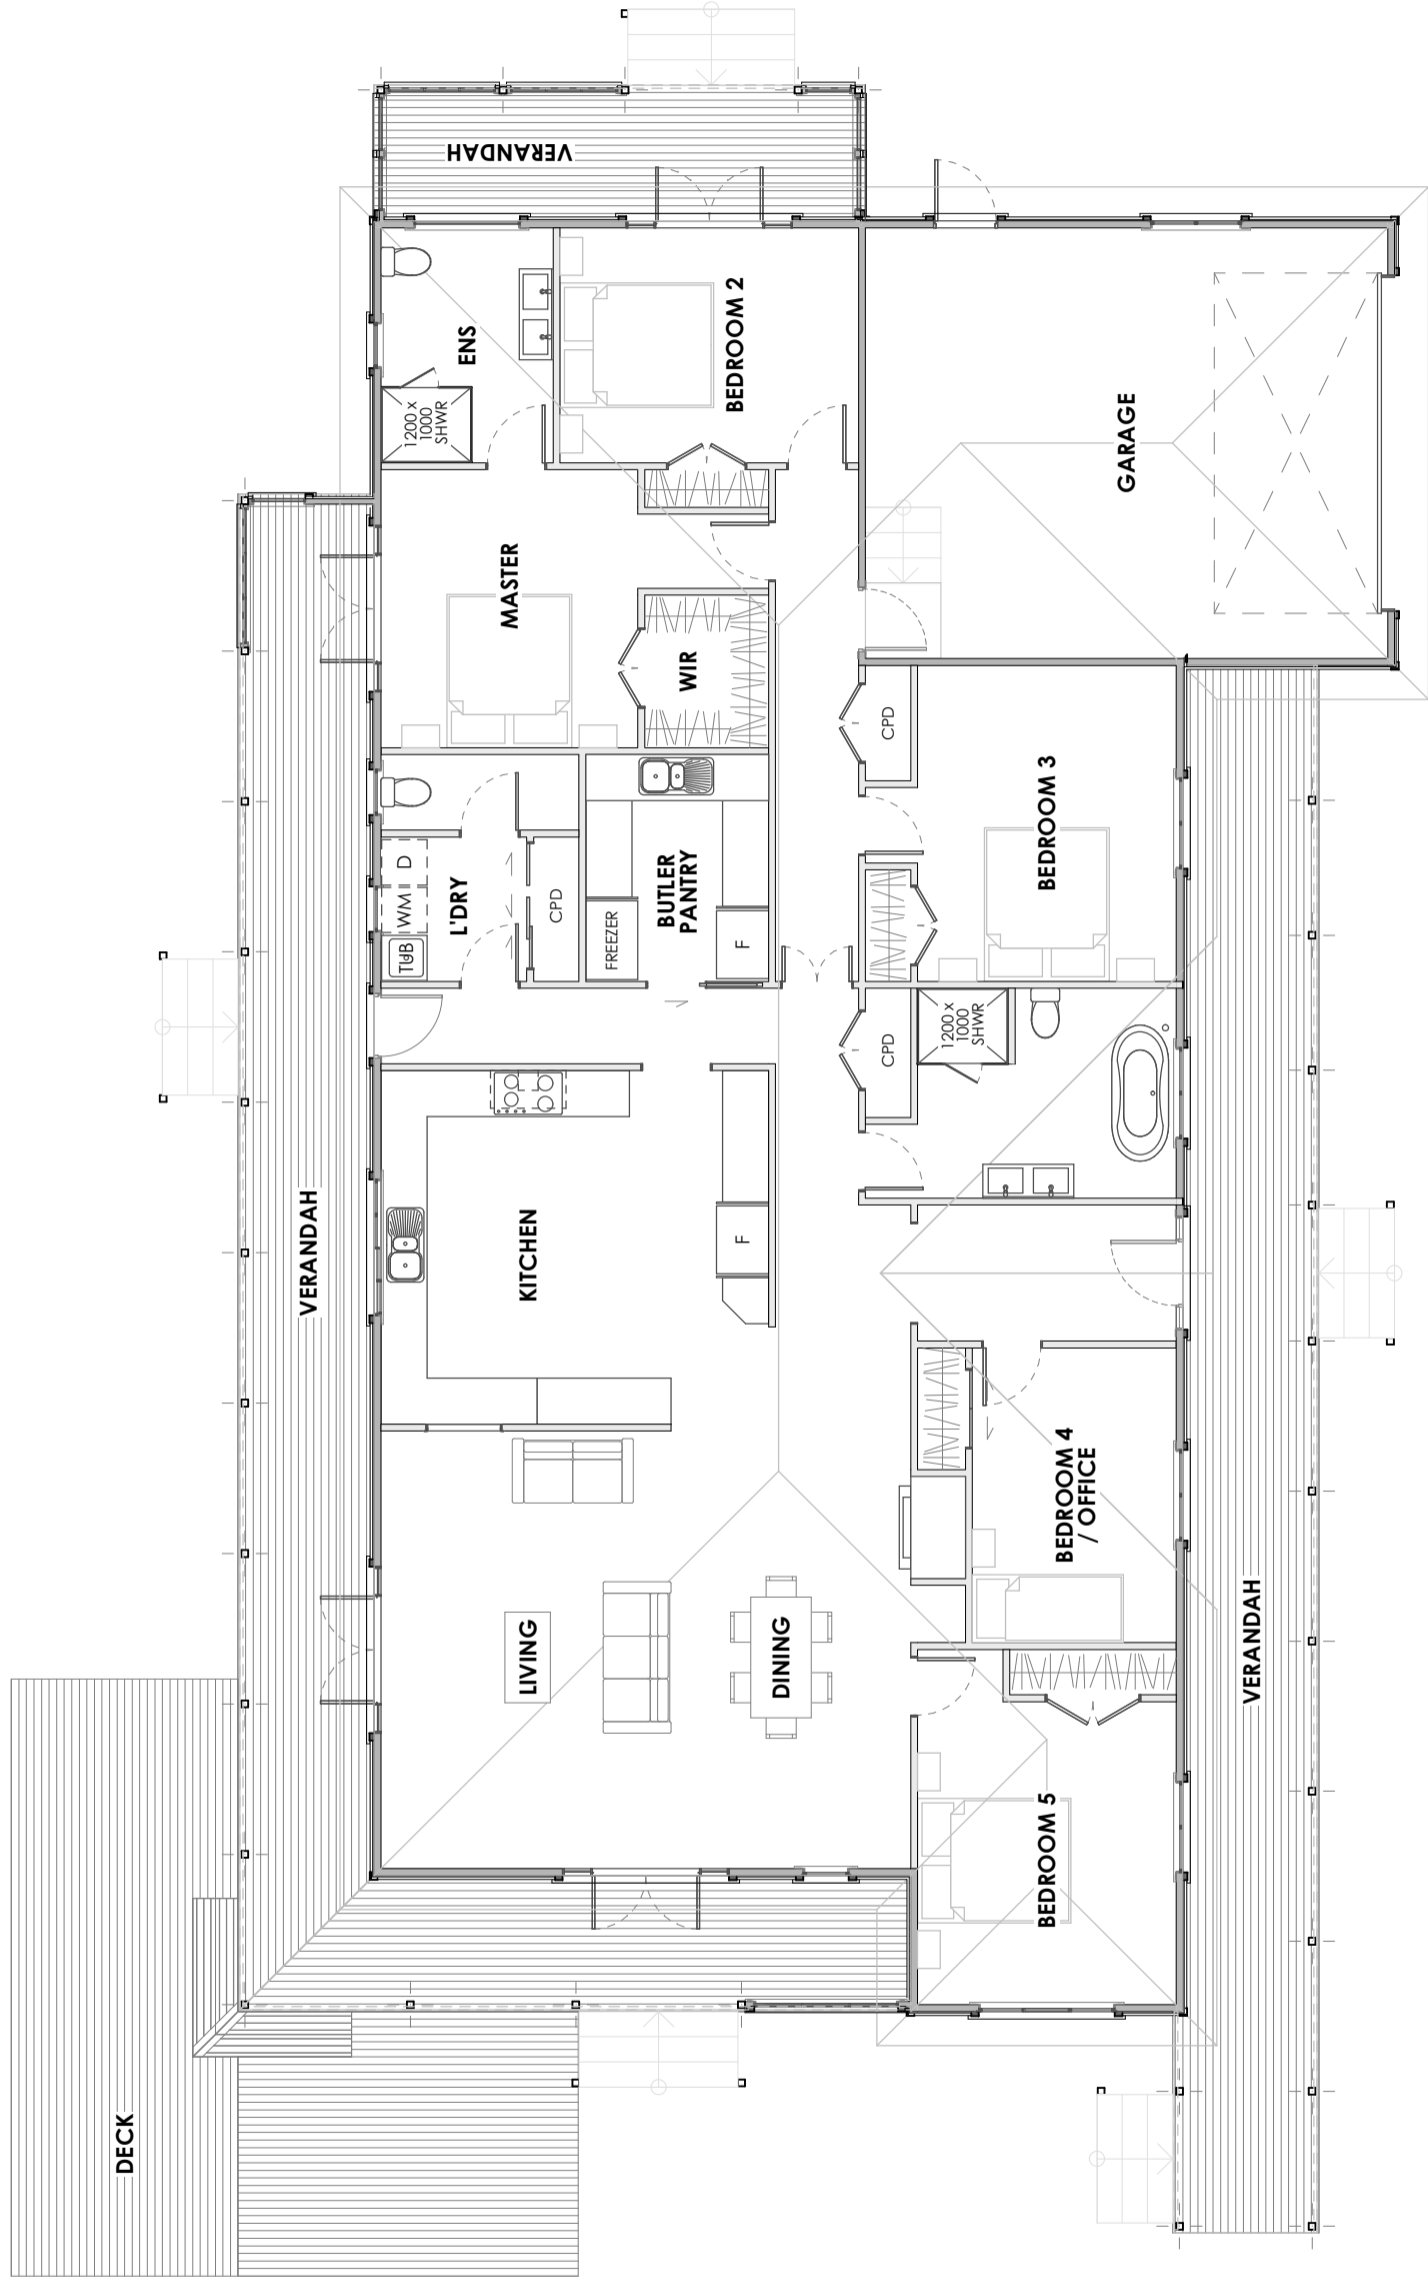 VERANDAH
ENS
1200 x
1000
SHWR
BEDROOM 2
GARAGE
MASTER
WIR
CPD
BEDROOM 3
D
WM
TUB
L'DRY
CPD
BUTLER
PANTRY
FREEZER
F
CPD
1200 x
1000
SHWR
VERANDAH
KITCHEN
F
BEDROOM 4
/ OFFICE
LIVING
DINING
VERANDAH
BEDROOM 5
DECK